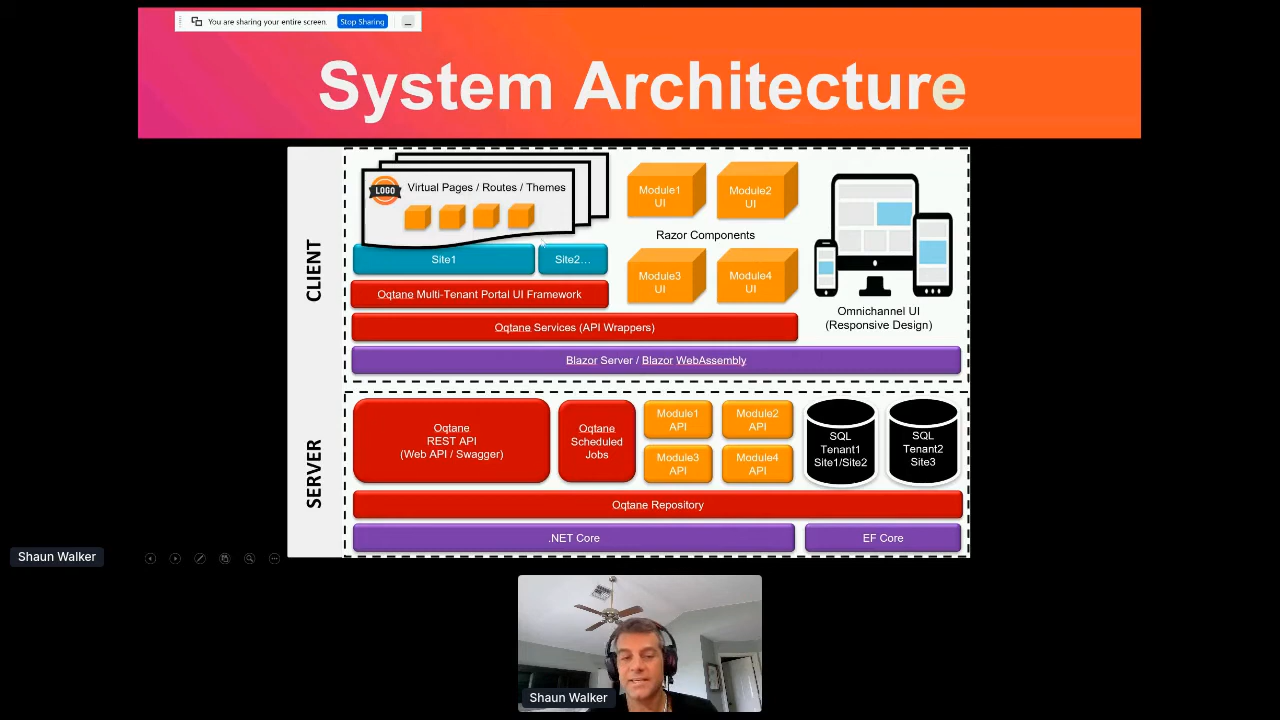 You are sharing your entire screen.
Stop Sharing
System Architecture
CLIENT
LOGO
Virtual Pages / Routes / Themes
Site1
Site2...
Oqtane Multi-Tenant Portal UI Framework
Module1
UI
Module2
UI
Razor Components
Module3
UI
Module4
UI
Omnichannel UI
(Responsive Design)
Oqtane Services (API Wrappers)
Blazor Server / Blazor WebAssembly
SERVER
Oqtane
REST API
(Web API / Swagger)
Oqtane
Scheduled
Jobs
Module1
API
Module2
API
Module3
API
Module4
API
SQL
Tenant1
Site1/Site2
SQL
Tenant2
Site3
Oqtane Repository
.NET Core
EF Core
Shaun Walker
Shaun Walker